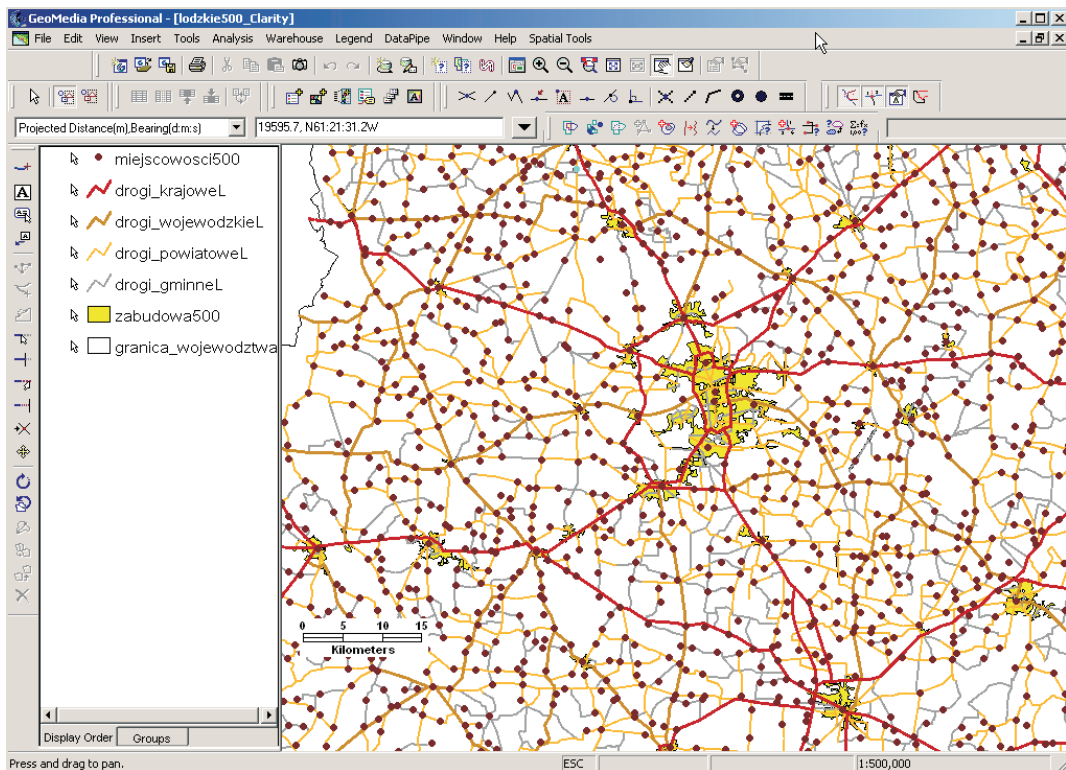 GeoMedia Professional - [lodzkie500_Clarity]
File Edit View Insert Tools Analysis Warehouse Legend DataPipe Window Help Spatial Tools
Projected Distance(m),Bearing(d:m:s) 19595.7, N61:21:31.2W
miejscowosci500
drogi_krajoweL
drogi_wojewodzkieL
drogi_powiatoweL
drogi_gminneL
zabudowa500
granica_wojewodztwa
0 5 10 15
Kilometers
Display Order Groups
Press and drag to pan. ESC 1:500,000